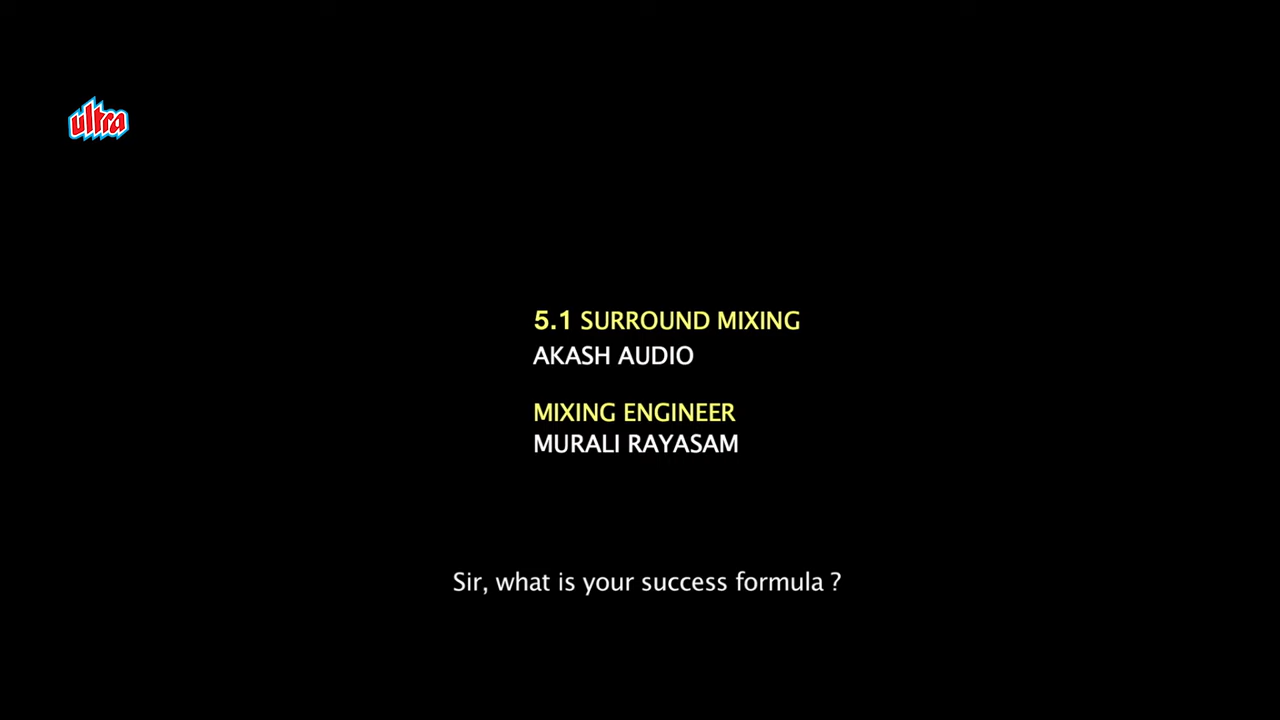 ultra
5.1 SURROUND MIXING
AKASH AUDIO
MIXING ENGINEER
MURALI RAYASAM
Sir, what is your success formula ?